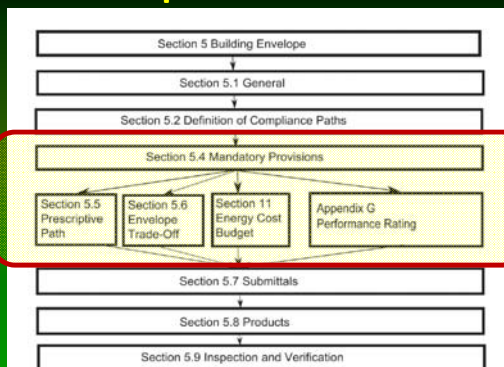 Section 5 Building Envelope
Section 5.1 General
Section 5.2 Definition of Compliance Paths
Section 5.4 Mandatory Provisions
Section 5.5
Prescriptive
Path
Section 5.6
Envelope
Trade-Off
Section 11
Energy Cost
Budget
Appendix G
Performance Rating
Section 5.7 Submittals
Section 5.8 Products
Section 5.9 Inspection and Verification